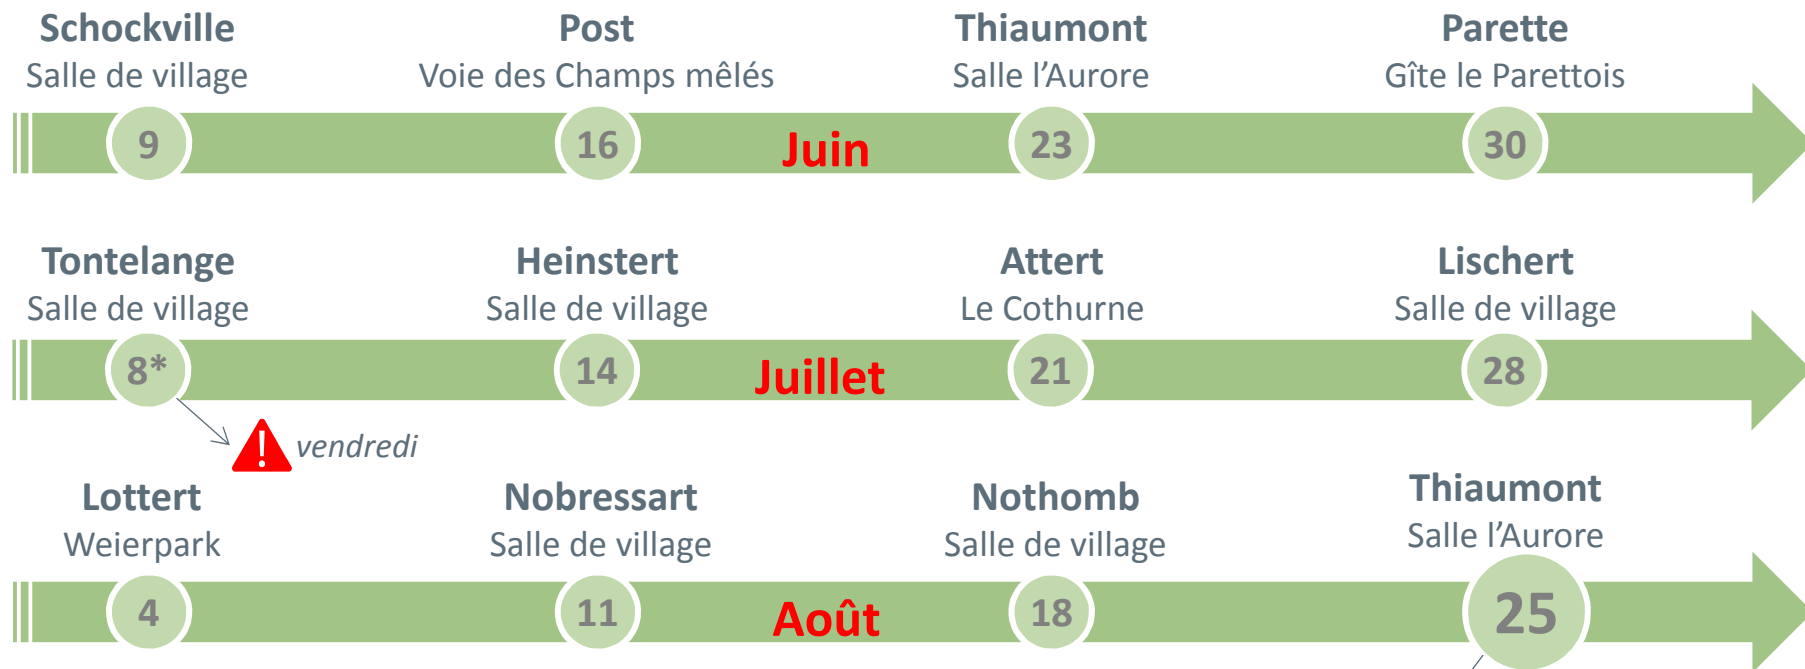 Schockville
Salle de village
Post
Voie des Champs mêlés
Thiaumont
Salle l'Aurore
Parette
Gîte le Parettois
9
16
Juin
23
30
Tontelange
Salle de village
Heinstert
Salle de village
Attert
Le Cothurne
Lischert
Salle de village
8*
14
Juillet
21
28
! vendredi
Lottert
Weierpark
Nobressart
Salle de village
Nothomb
Salle de village
Thiaumont
Salle l'Aurore
4
11
Août
18
25